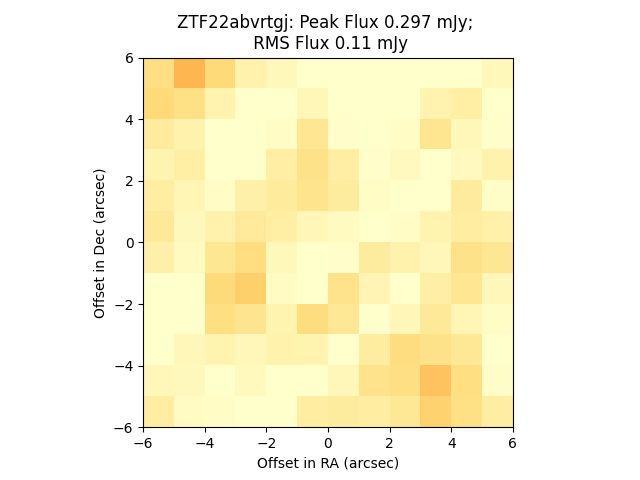 ZTF22abvrtgj: Peak Flux 0.297 mJy;
RMS Flux 0.11 mJy
6
4
2
0
−2
−4
−6
Offset in Dec (arcsec)
−6 −4 −2 0 2 4 6
Offset in RA (arcsec)